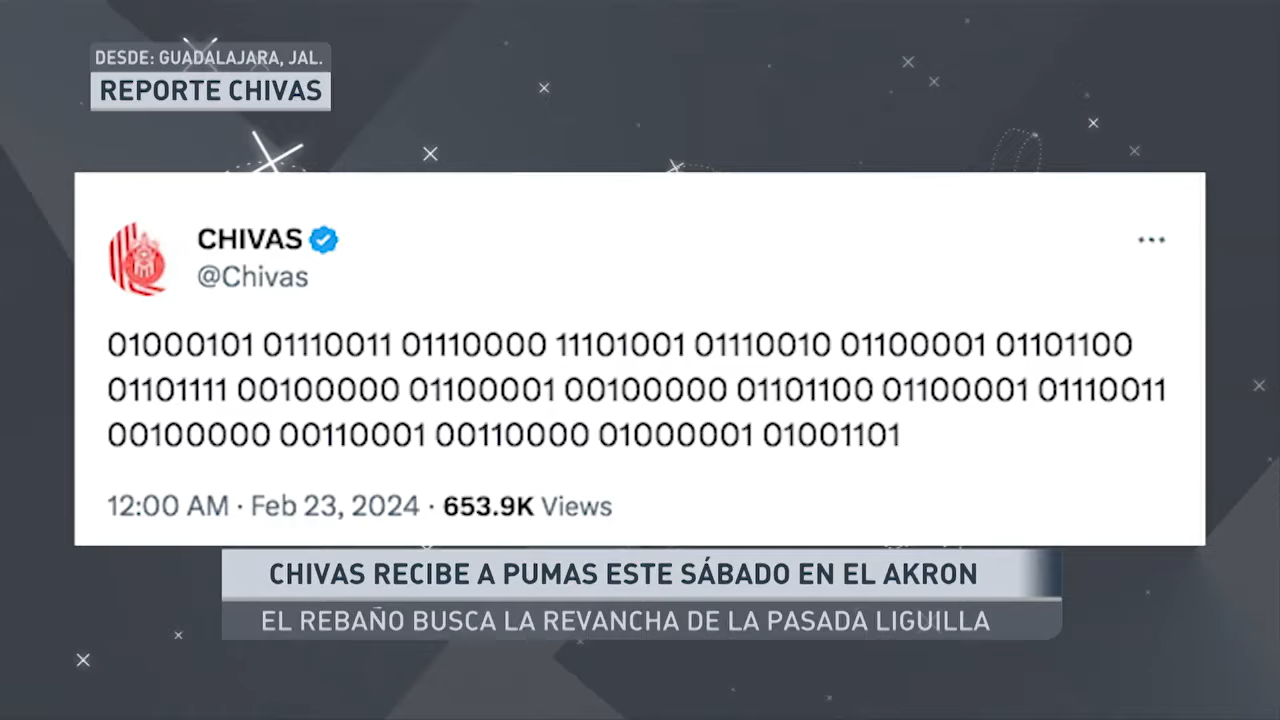 DESDE: GUADALAJARA, JAL.
REPORTE CHIVAS
CHIVAS
@Chivas
01000101 01110011 01110000 11101001 01110010 01100001 01101100
01101111 00100000 01100001 00100000 01101100 01100001 01110011
00100000 00110001 00110000 01000001 01001101
12:00 AM · Feb 23, 2024 · 653.9K Views
CHIVAS RECIBE A PUMAS ESTE SÁBADO EN EL AKRON
EL REBAÑO BUSCA LA REVANCHA DE LA PASADA LIGUILLA